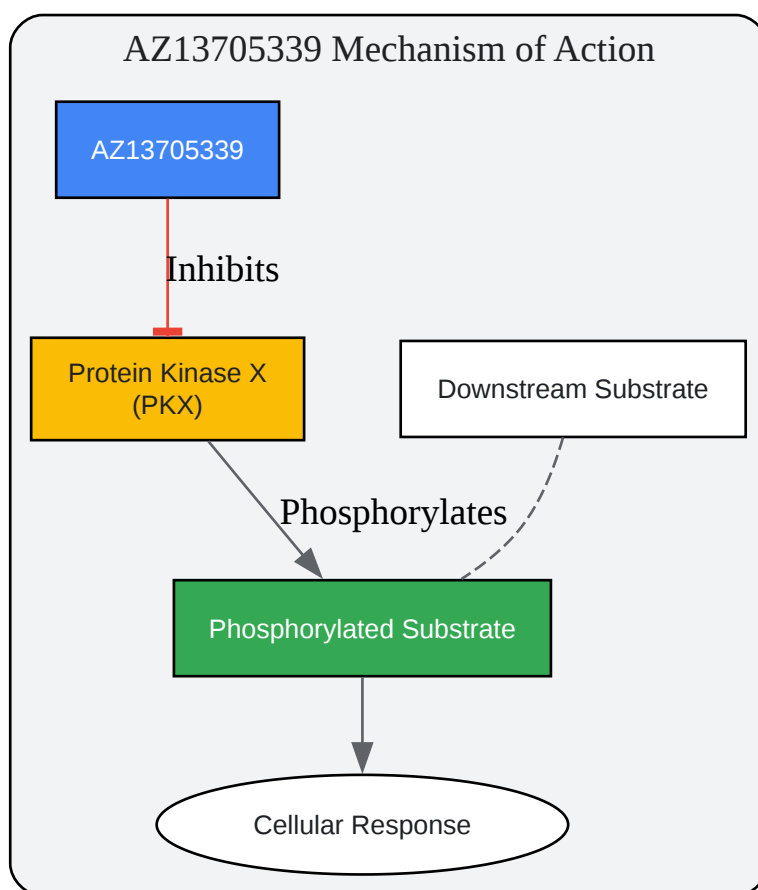 AZ13705339 Mechanism of Action
AZ13705339
Inhibits
Protein Kinase X
(PKX)
Downstream Substrate
Phosphorylates
Phosphorylated Substrate
Cellular Response